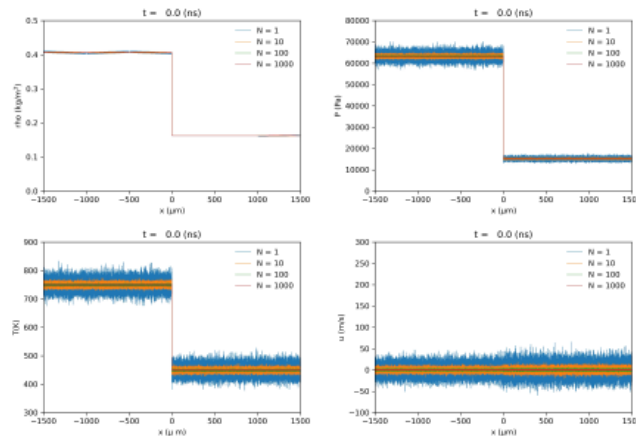 t = 0.0 (ns)
0.5
0.4
0.3
0.2
0.1
0.0
rho (kg/m³)
N = 1
N = 10
N = 100
N = 1000
−1500 −1000 −500 0 500 1000 1500
x (μm)
t = 0.0 (ns)
80000
70000
60000
50000
40000
30000
20000
10000
0
P (Pa)
N = 1
N = 10
N = 100
N = 1000
−1500 −1000 −500 0 500 1000 1500
x (μm)
t = 0.0 (ns)
900
800
700
600
500
400
300
T(K)
N = 1
N = 10
N = 100
N = 1000
−1500 −1000 −500 0 500 1000 1500
x (μ m)
t = 0.0 (ns)
300
250
200
150
100
50
0
−50
−100
u (m/s)
N = 1
N = 10
N = 100
N = 1000
−1500 −1000 −500 0 500 1000 1500
x (μm)